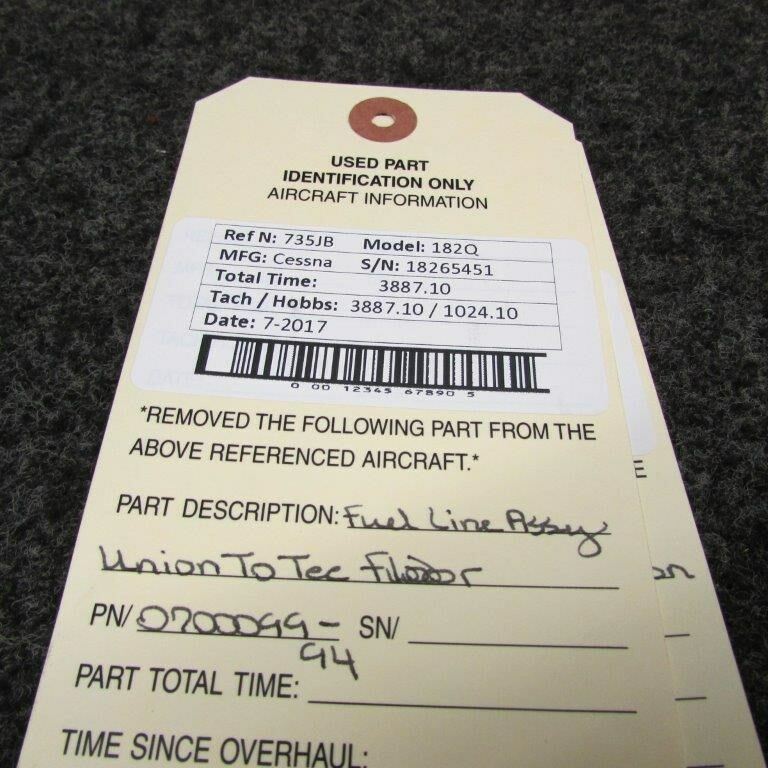 USED PART
IDENTIFICATION ONLY
AIRCRAFT INFORMATION
Ref N: 735JB Model: 182Q
MFG: Cessna S/N: 18265451
Total Time: 3887.10
Tach / Hobbs: 3887.10 / 1024.10
Date: 7-2017
0 00 12345 67890 5
*REMOVED THE FOLLOWING PART FROM THE
ABOVE REFERENCED AIRCRAFT.*
PART DESCRIPTION: Fuel Line Assy
Union To Tee
PN/ 0700099- SN/
94
PART TOTAL TIME:
TIME SINCE OVERHAUL:
E
on